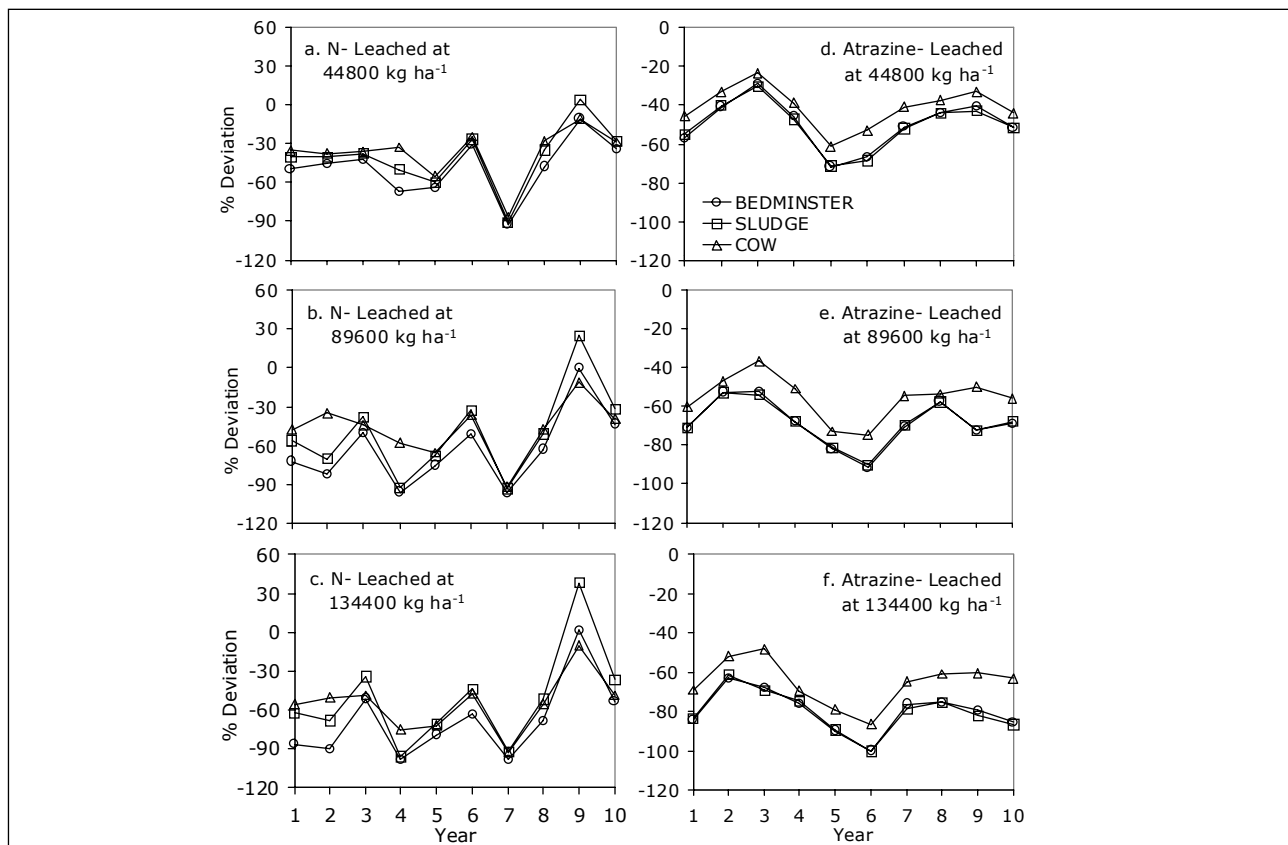 60
30
0
-30
-60
-90
-120
% Deviation
a. N- Leached at
44800 kg ha-1
0
-20
-40
-60
-80
-100
-120
d. Atrazine- Leached
at 44800 kg ha-1
BEDMINSTER
SLUDGE
COW
60
30
0
-30
-60
-90
-120
% Deviation
b. N- Leached at
89600 kg ha-1
0
-20
-40
-60
-80
-100
-120
e. Atrazine- Leached
at 89600 kg ha-1
60
30
0
-30
-60
-90
-120
% Deviation
c. N- Leached at
134400 kg ha-1
1 2 3 4 5 6 7 8 9 10
Year
0
-20
-40
-60
-80
-100
-120
f. Atrazine- Leached
at 134400 kg ha-1
1 2 3 4 5 6 7 8 9 10
Year